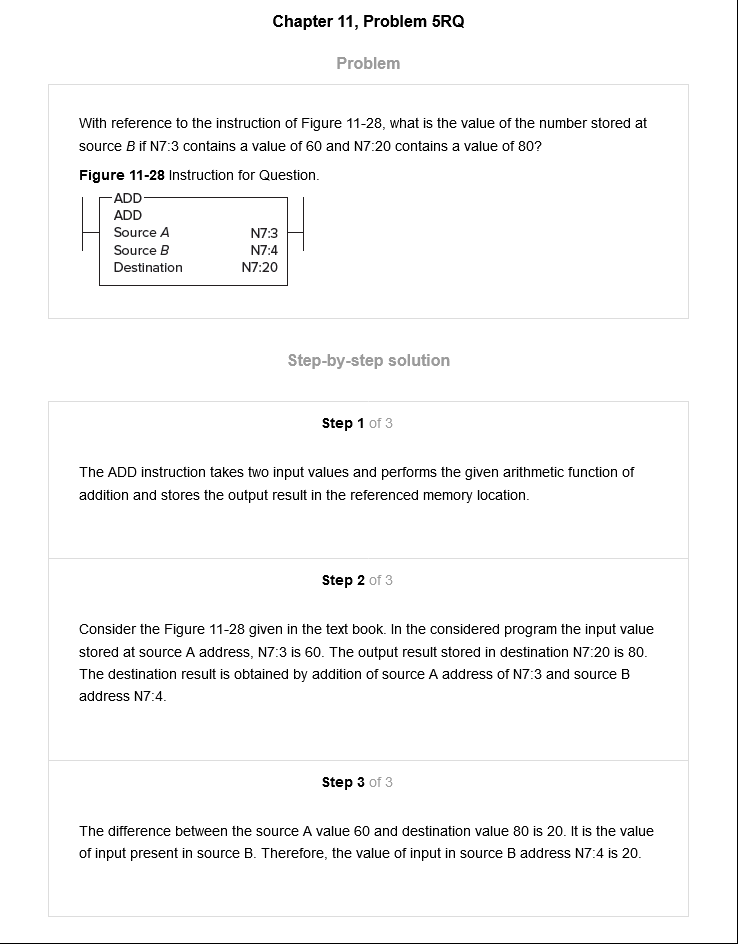 Chapter 11, Problem 5RQ
Problem
With reference to the instruction of Figure 11-28, what is the value of the number stored at
source B if N7:3 contains a value of 60 and N7:20 contains a value of 80?
Figure 11-28 Instruction for Question.
ADD
ADD
Source A N7:3
Source B N7:4
Destination N7:20
Step-by-step solution
Step 1 of 3
The ADD instruction takes two input values and performs the given arithmetic function of
addition and stores the output result in the referenced memory location.
Step 2 of 3
Consider the Figure 11-28 given in the text book. In the considered program the input value
stored at source A address, N7:3 is 60. The output result stored in destination N7:20 is 80.
The destination result is obtained by addition of source A address of N7:3 and source B
address N7:4.
Step 3 of 3
The difference between the source A value 60 and destination value 80 is 20. It is the value
of input present in source B. Therefore, the value of input in source B address N7:4 is 20.